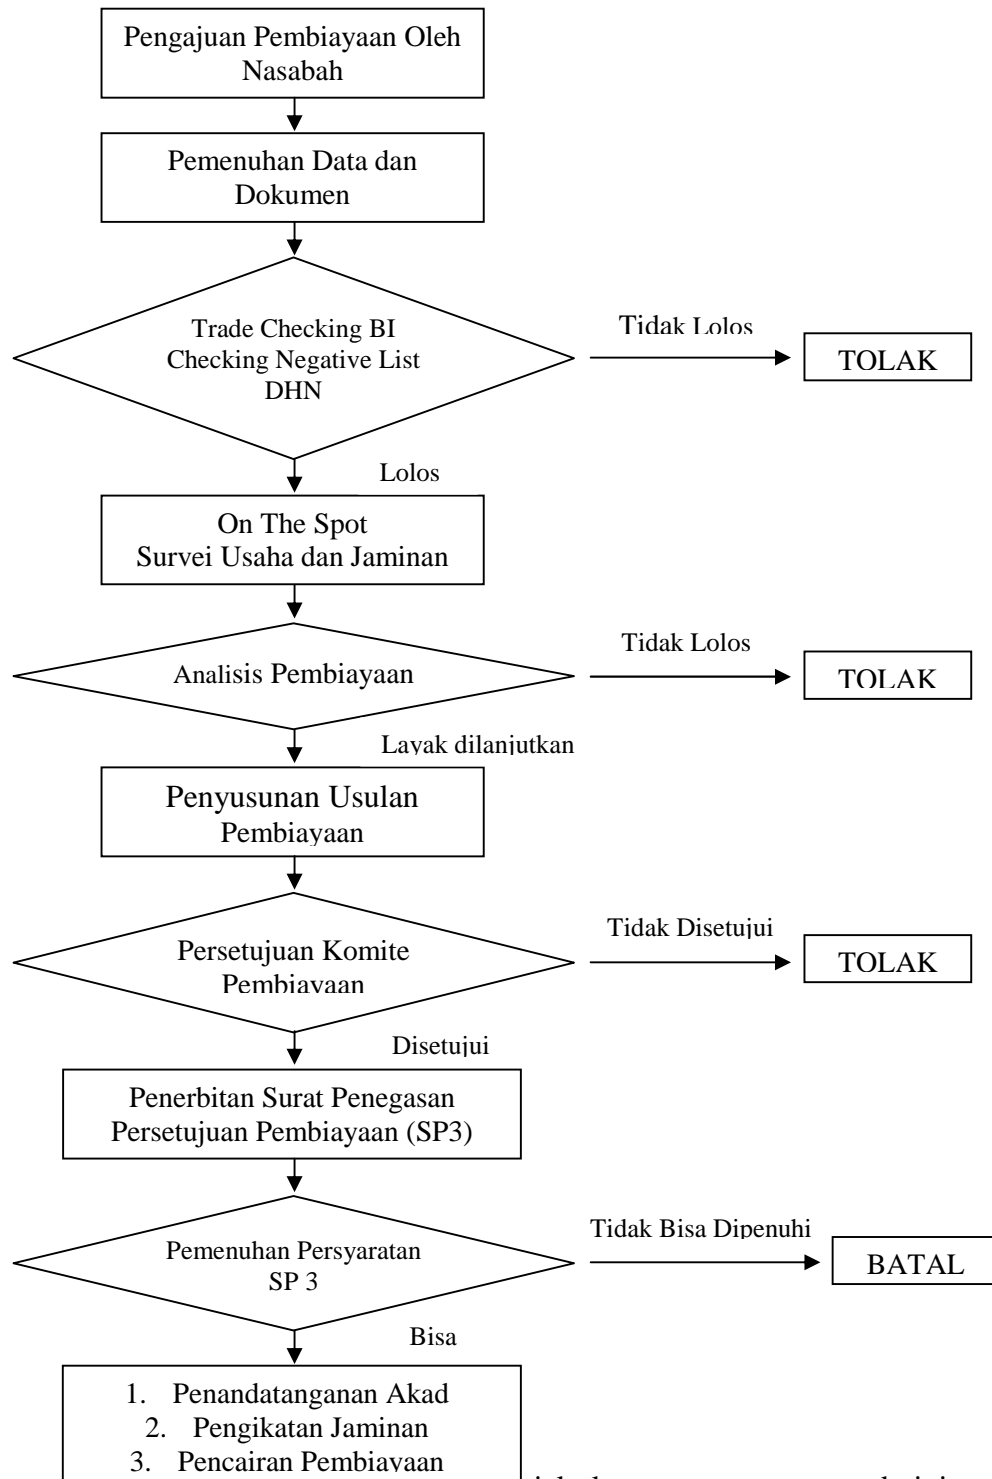 Pengajuan Pembiayaan Oleh
Nasabah
Pemenuhan Data dan
Dokumen
Trade Checking BI
Checking Negative List
DHN
Tidak Lolos
TOLAK
Lolos
On The Spot
Survei Usaha dan Jaminan
Analisis Pembiayaan
Tidak Lolos
TOLAK
Layak dilanjutkan
Penyusunan Usulan
Pembiayaan
Persetujuan Komite
Pembiayaan
Tidak Disetujui
TOLAK
Disetujui
Penerbitan Surat Penegasan
Persetujuan Pembiayaan (SP3)
Pemenuhan Persyaratan
SP 3
Tidak Bisa Dipenuhi
BATAL
Bisa
1. Penandatanganan Akad
2. Pengikatan Jaminan
3. Pencairan Pembiayaan